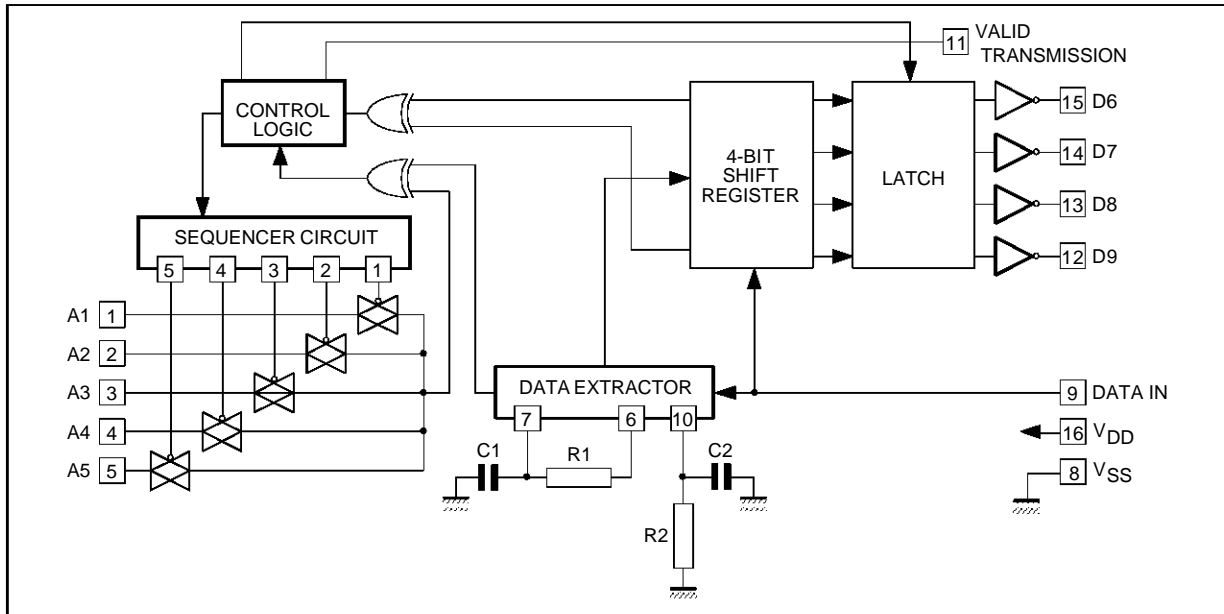 11 VALID
TRANSMISSION
CONTROL
LOGIC
4-BIT
SHIFT
REGISTER
LATCH
15 D6
14 D7
13 D8
12 D9
SEQUENCER CIRCUIT
5 4 3 2 1
A1 1
A2 2
A3 3
A4 4
A5 5
DATA EXTRACTOR
7 6 10
9 DATA IN
16 VDD
8 VSS
C1
R1
C2
R2